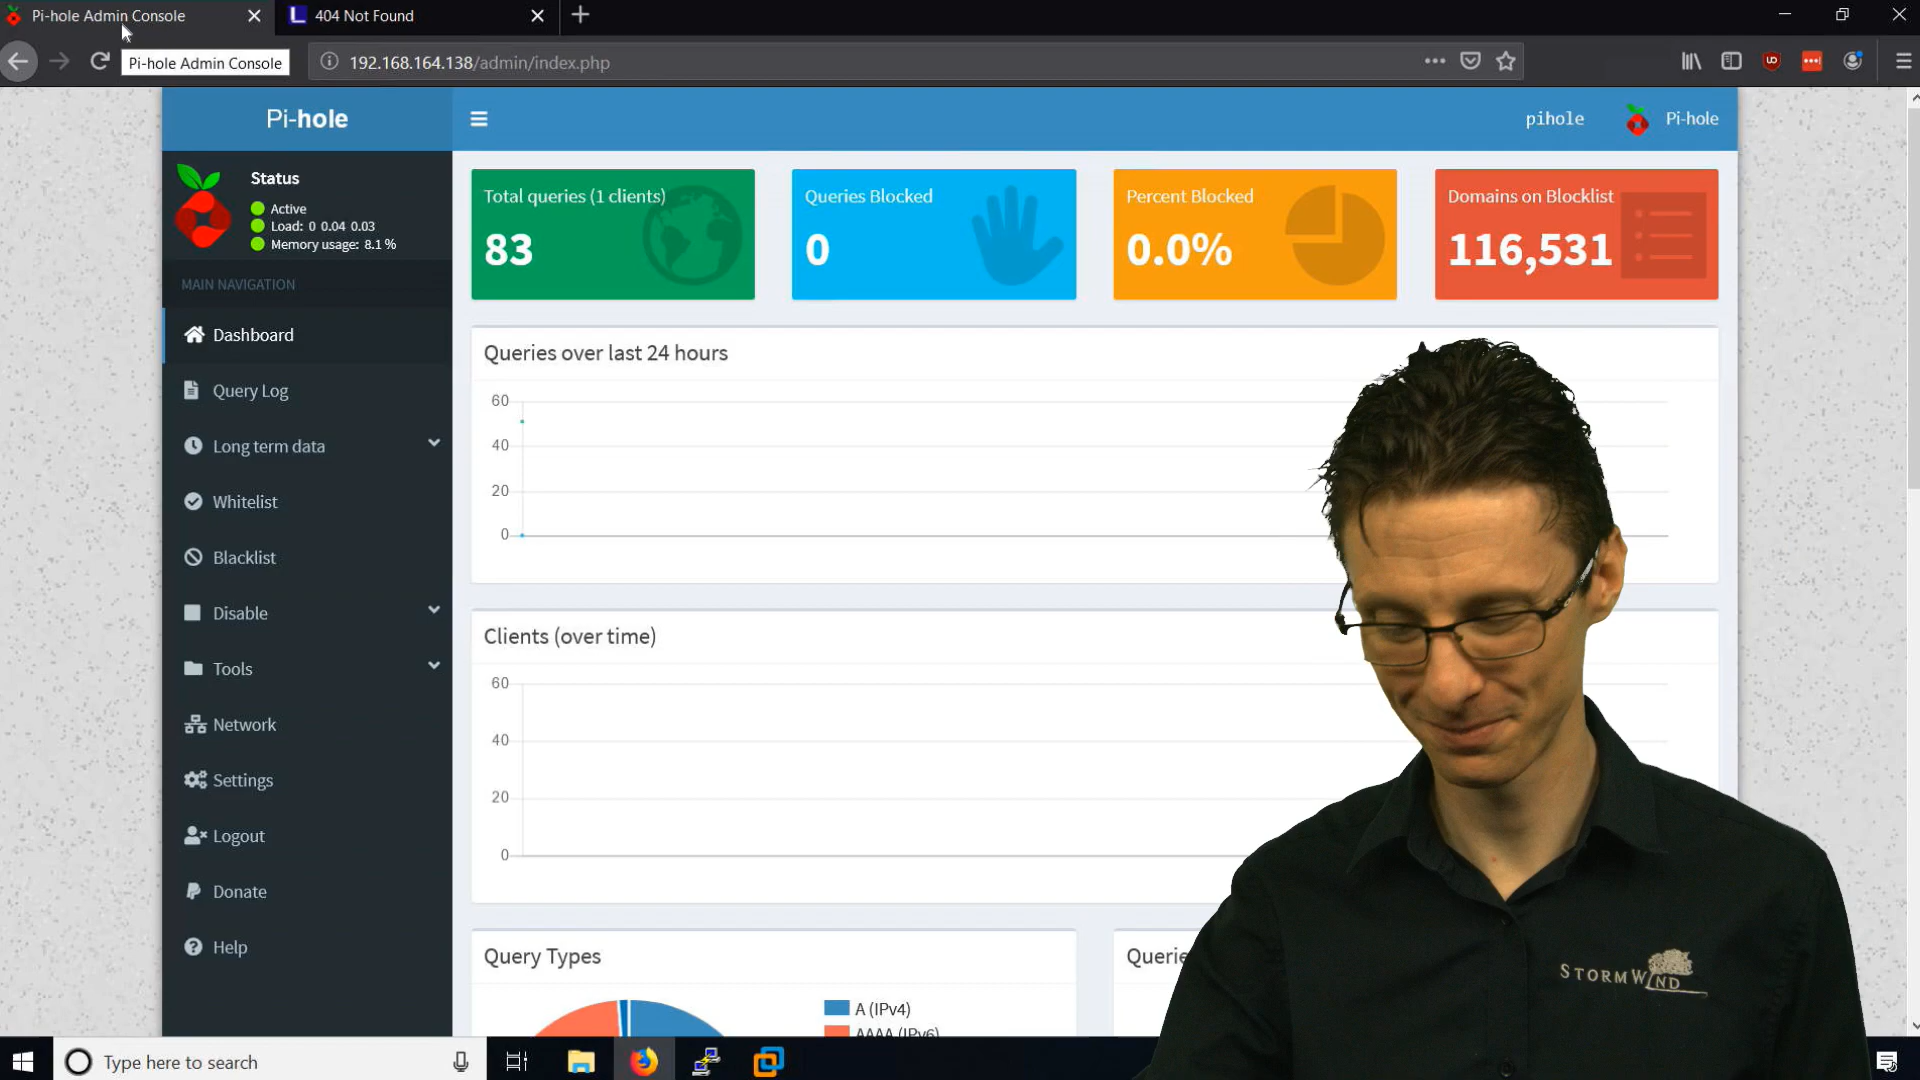 Pi-hole Admin Console
404 Not Found
Pi-hole Admin Console
192.168.164.138/admin/index.php
Pi-hole
pihole
Pi-hole
Status
Active
Load: 0 0.04 0.03
Memory usage: 8.1 %
Total queries (1 clients)
83
Queries Blocked
0
Percent Blocked
0.0%
Domains on Blocklist
116,531
MAIN NAVIGATION
Dashboard
Query Log
Long term data
Whitelist
Blacklist
Disable
Tools
Network
Settings
Logout
Donate
Help
Queries over last 24 hours
60
40
20
0
Clients (over time)
60
40
20
0
Query Types
A (IPv4)
AAAA (IPv6)
STORMWIND
Type here to search